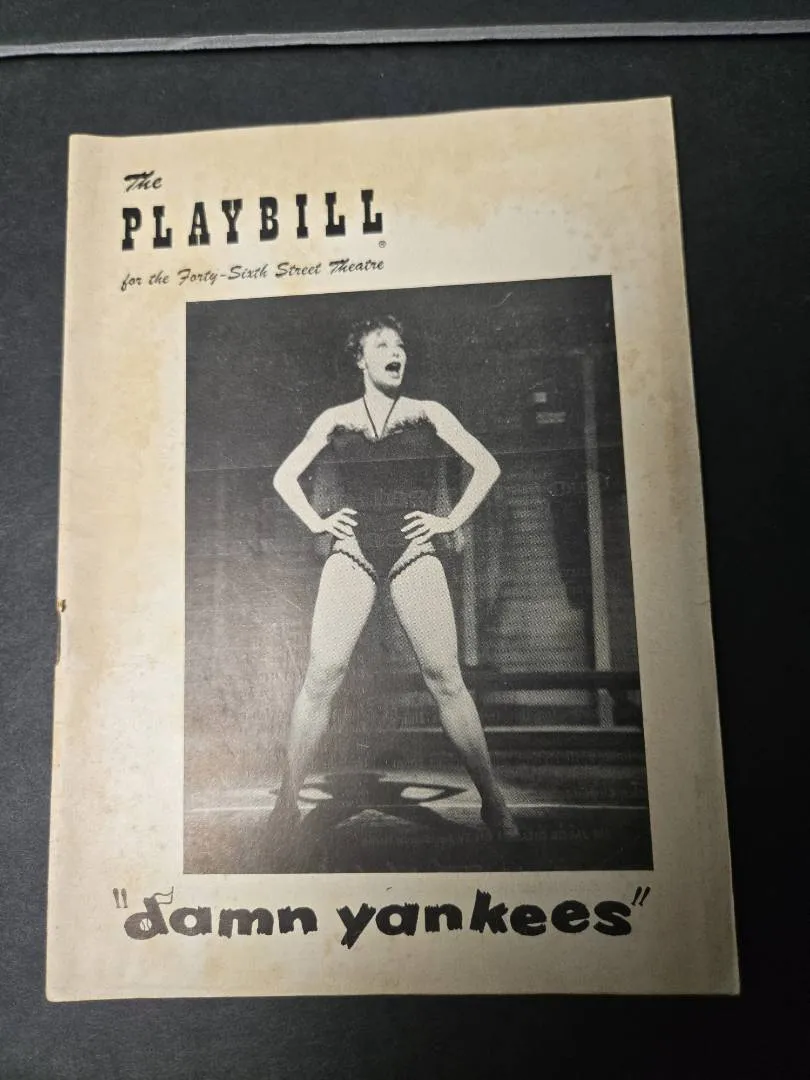 The
PLAYBILL
®
for the Forty-Sixth Street Theatre
"damn yankees"